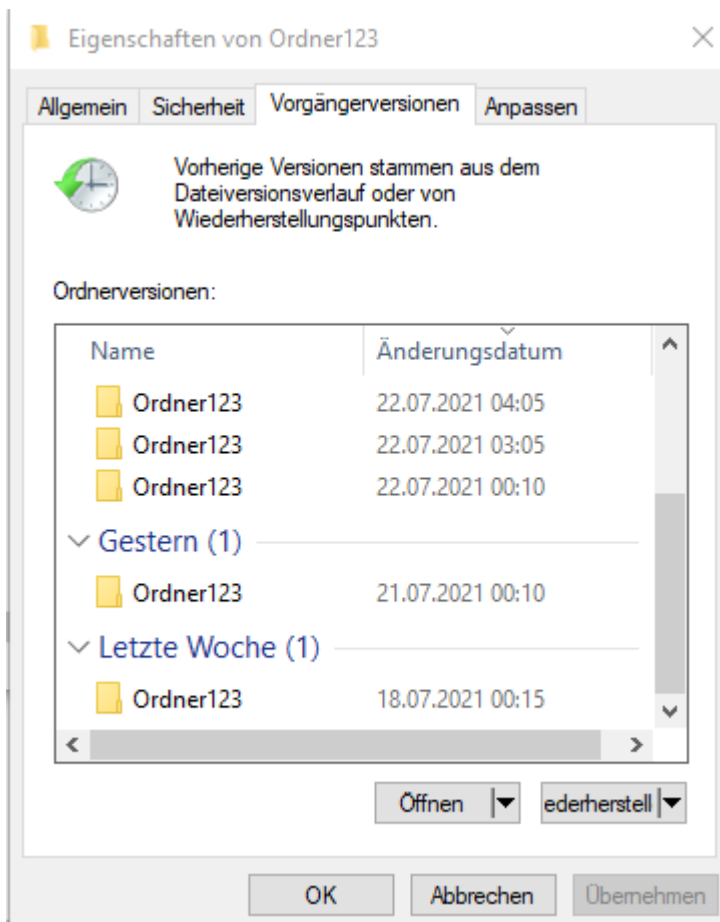 Eigenschaften von Ordner123
Allgemein Sicherheit Vorgängerversionen Anpassen
Vorherige Versionen stammen aus dem
Dateiversionsverlauf oder von
Wiederherstellungspunkten.
Ordnerversionen:
Name Änderungsdatum
Ordner123 22.07.2021 04:05
Ordner123 22.07.2021 03:05
Ordner123 22.07.2021 00:10
Gestern (1)
Ordner123 21.07.2021 00:10
Letzte Woche (1)
Ordner123 18.07.2021 00:15
Öffnen ederherstell
OK Abbrechen Übernehmen